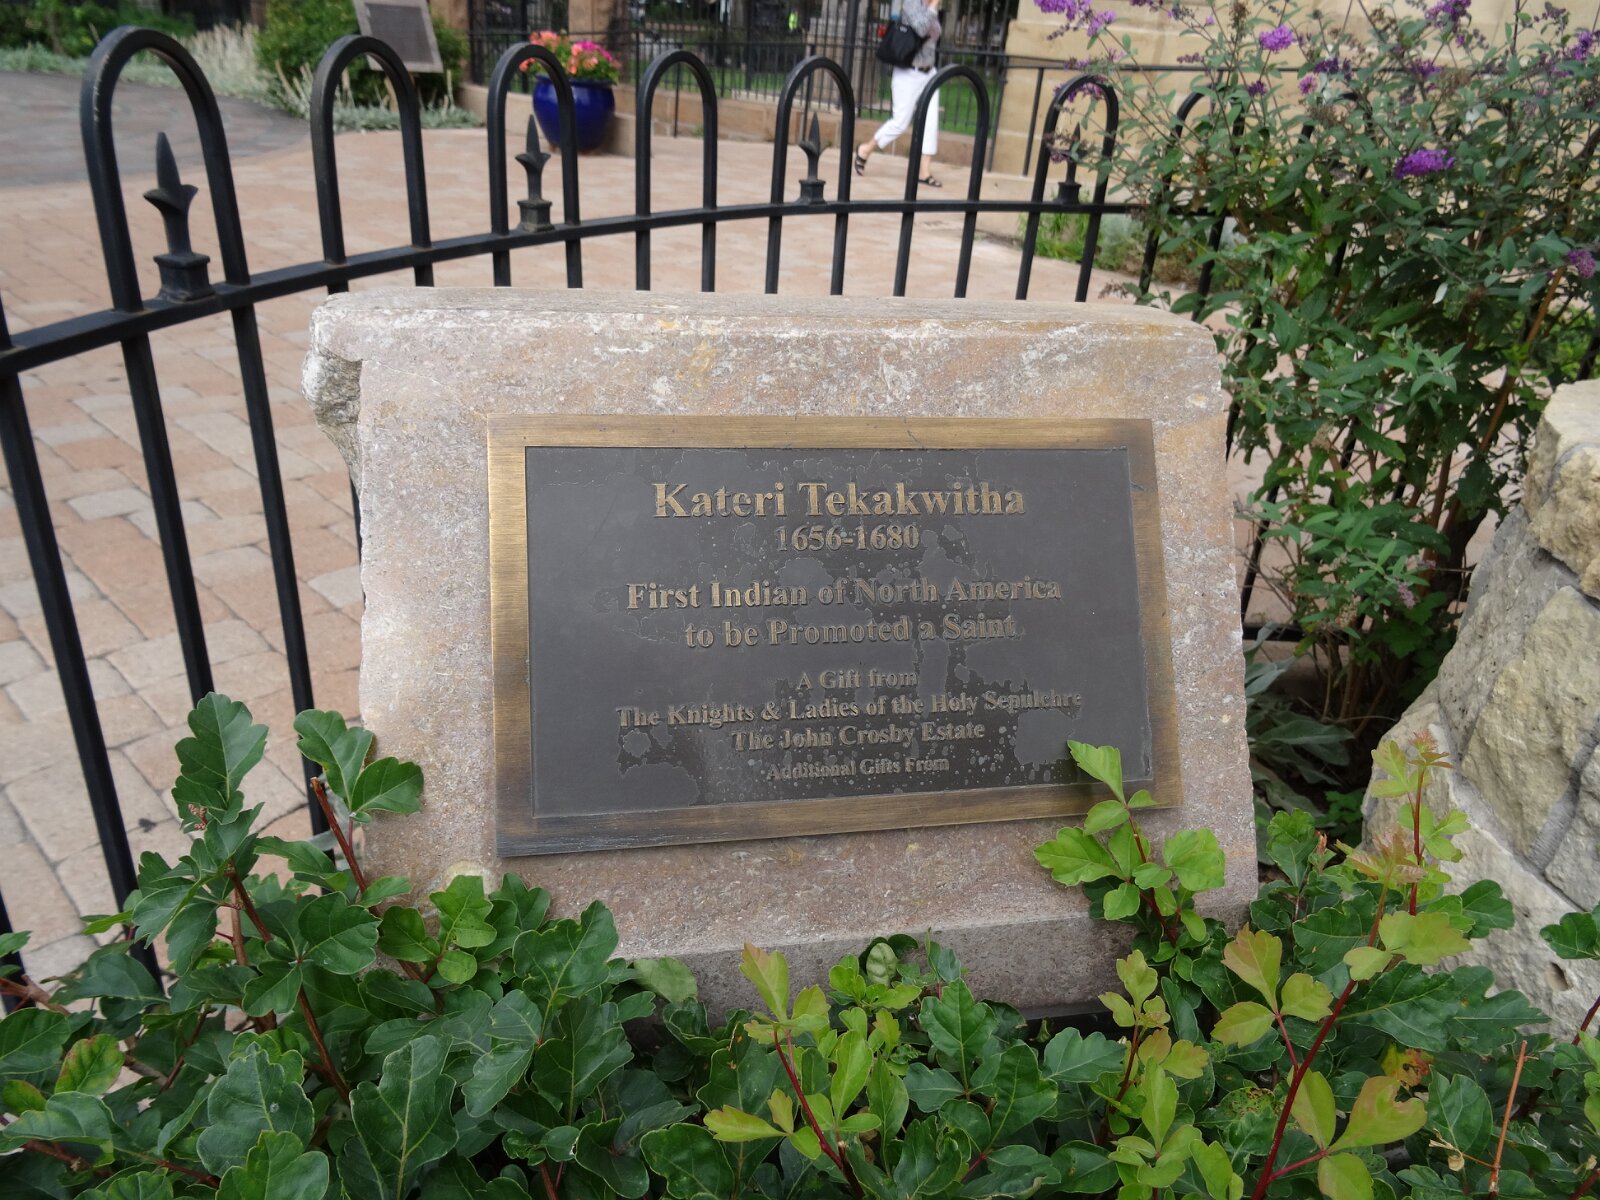 Kateri Tekakwitha
1656-1680
First Indian of North America
to be Promoted a Saint
A Gift from
The Knights & Ladies of the Holy Sepulchre
The John Crosby Estate
Additional Gifts From